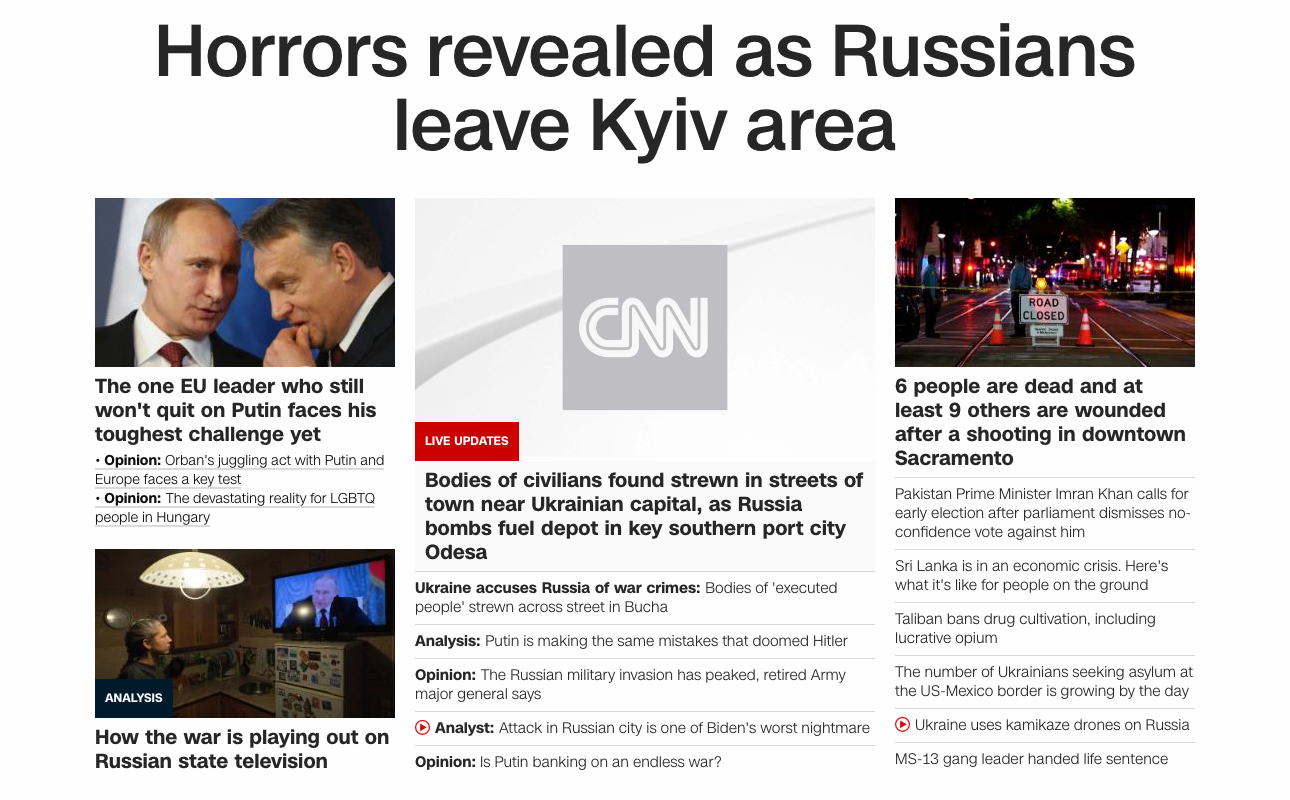 Horrors revealed as Russians
leave Kyiv area
The one EU leader who still
won't quit on Putin faces his
toughest challenge yet
• Opinion: Orban's juggling act with Putin and
Europe faces a key test
• Opinion: The devastating reality for LGBTQ
people in Hungary
ANALYSIS
How the war is playing out on
Russian state television
CNN
LIVE UPDATES
Bodies of civilians found strewn in streets of
town near Ukrainian capital, as Russia
bombs fuel depot in key southern port city
Odesa
Ukraine accuses Russia of war crimes: Bodies of 'executed
people' strewn across street in Bucha
Analysis: Putin is making the same mistakes that doomed Hitler
Opinion: The Russian military invasion has peaked, retired Army
major general says
Analyst: Attack in Russian city is one of Biden's worst nightmare
Opinion: Is Putin banking on an endless war?
ROAD
CLOSED
6 people are dead and at
least 9 others are wounded
after a shooting in downtown
Sacramento
Pakistan Prime Minister Imran Khan calls for
early election after parliament dismisses no-
confidence vote against him
Sri Lanka is in an economic crisis. Here's
what it's like for people on the ground
Taliban bans drug cultivation, including
lucrative opium
The number of Ukrainians seeking asylum at
the US-Mexico border is growing by the day
Ukraine uses kamikaze drones on Russia
MS-13 gang leader handed life sentence